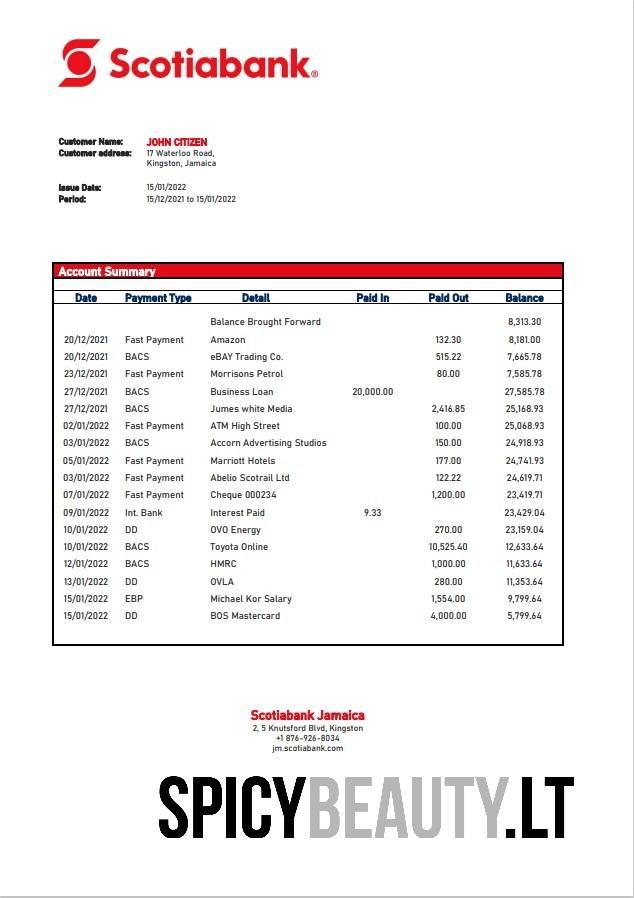 Scotiabank®
Customer Name: JOHN CITIZEN
Customer address: 17 Waterloo Road,
Kingston, Jamaica
Issue Date: 15/01/2022
Period: 15/12/2021 to 15/01/2022
Account Summary
Date Payment Type Detail Paid In Paid Out Balance
Balance Brought Forward 8,313.30
20/12/2021 Fast Payment Amazon 132.30 8,181.00
20/12/2021 BACS eBAY Trading Co. 515.22 7,665.78
23/12/2021 Fast Payment Morrisons Petrol 80.00 7,585.78
27/12/2021 BACS Business Loan 20,000.00 27,585.78
27/12/2021 BACS Jumes white Media 2,416.85 25,168.93
02/01/2022 Fast Payment ATM High Street 100.00 25,068.93
03/01/2022 BACS Accorn Advertising Studios 150.00 24,918.93
05/01/2022 Fast Payment Marriott Hotels 177.00 24,741.93
03/01/2022 Fast Payment Abelio Scotrail Ltd 122.22 24,619.71
07/01/2022 Fast Payment Cheque 000234 1,200.00 23,419.71
09/01/2022 Int. Bank Interest Paid 9.33 23,429.04
10/01/2022 DD OVO Energy 270.00 23,159.04
10/01/2022 BACS Toyota Online 10,525.40 12,633.64
12/01/2022 BACS HMRC 1,000.00 11,633.64
13/01/2022 DD OVLA 280.00 11,353.64
15/01/2022 EBP Michael Kor Salary 1,554.00 9,799.64
15/01/2022 DD BOS Mastercard 4,000.00 5,799.64
Scotiabank Jamaica
2, 5 Knutsford Blvd, Kingston
+1 876-926-8034
jm.scotiabank.com
SPICYBEAUTY.LT